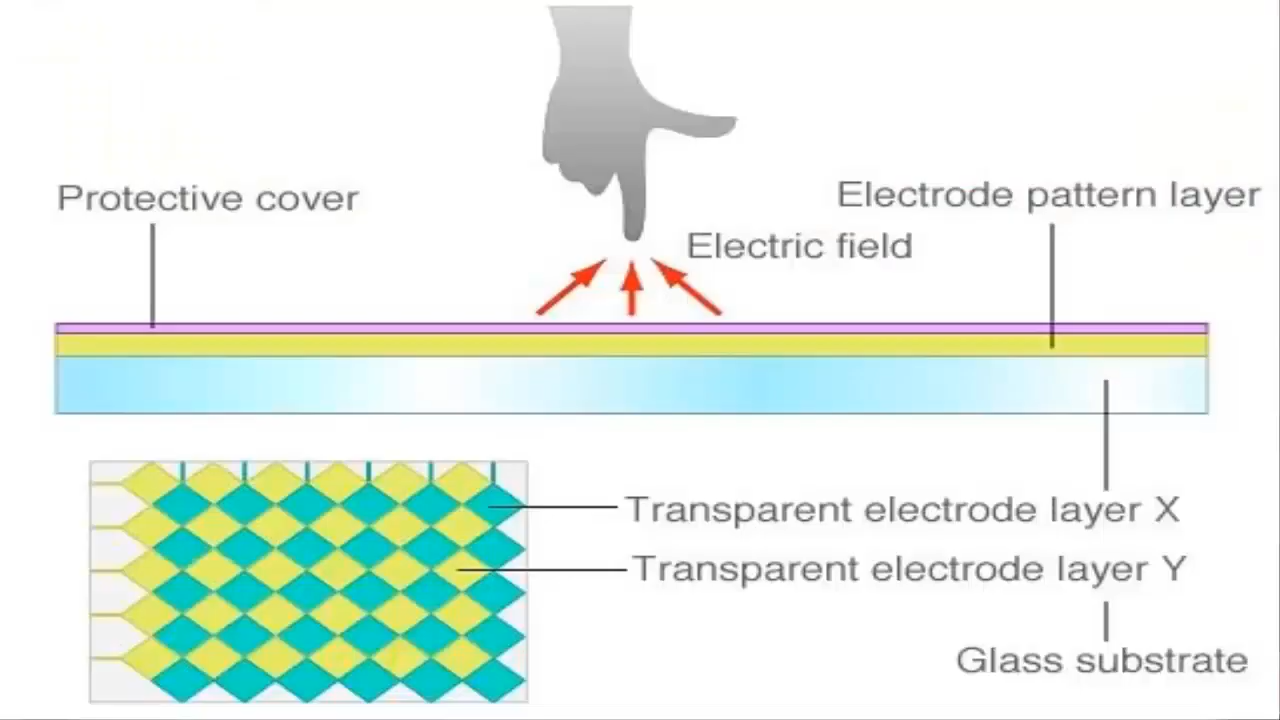 Protective cover
Electrode pattern layer
Electric field
Transparent electrode layer X
Transparent electrode layer Y
Glass substrate